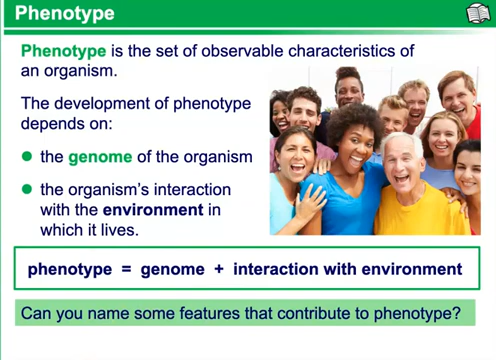 Phenotype
Phenotype is the set of observable characteristics of
an organism.
The development of phenotype
depends on:
the genome of the organism
the organism's interaction
with the environment in
which it lives.
phenotype = genome + interaction with environment
Can you name some features that contribute to phenotype?